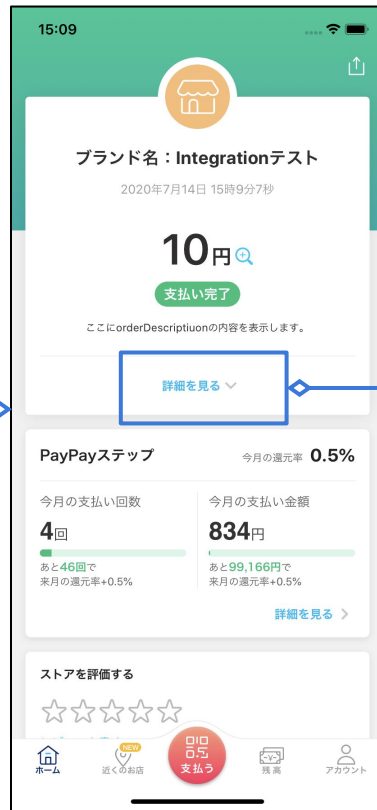 15:09
ブランド名：Integrationテスト
2020年7月14日 15時9分7秒
10円
支払い完了
ここにorderDescriptiuonの内容を表示します。
詳細を見る
PayPayステップ
今月の還元率 0.5%
今月の支払い回数
4回
あと46回で
来月の還元率+0.5%
今月の支払い金額
834円
あと99,166円で
来月の還元率+0.5%
詳細を見る
ストアを評価する
ホーム
NEW
近くのお店
支払う
残高
アカウント